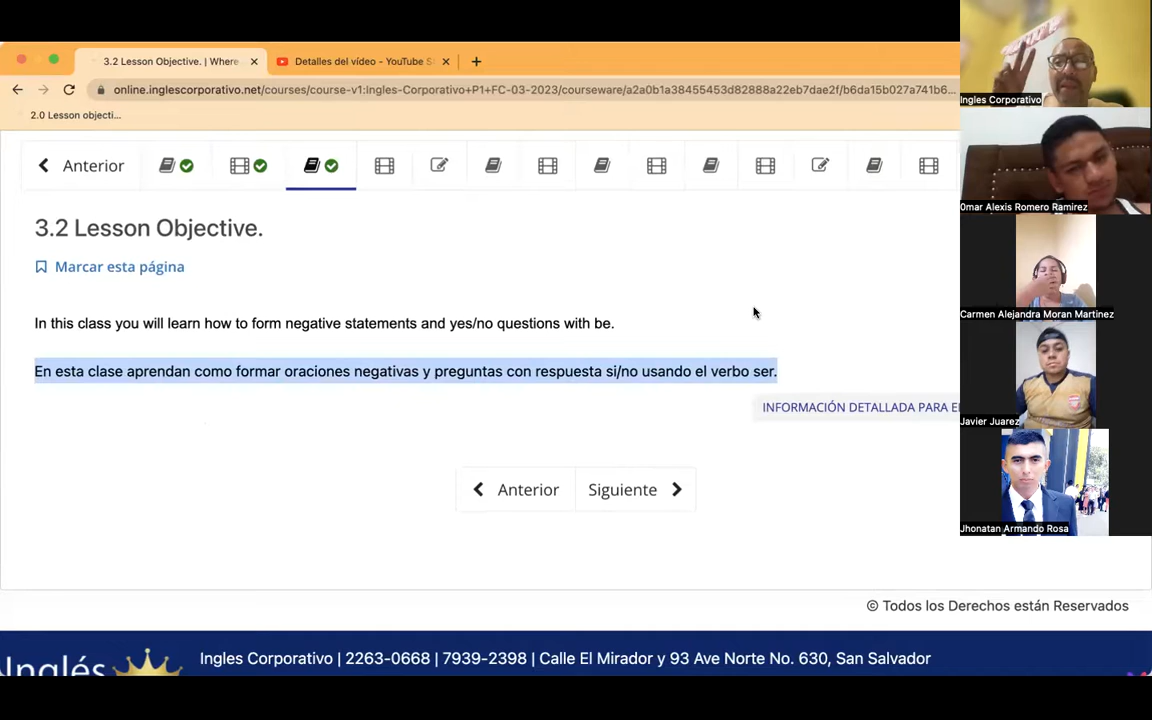 3.2 Lesson Objective. | Where
Detalles del vídeo - YouTube S
online.inglescorporativo.net/courses/course-v1:Ingles-Corporativo+P1+FC-03-2023/courseware/a2a0b1a38455453d82888a22eb7dae2f/b6da15b027a741b6...
2.0 Lesson objecti...
Anterior
3.2 Lesson Objective.
Marcar esta página
In this class you will learn how to form negative statements and yes/no questions with be.
En esta clase aprendan como formar oraciones negativas y preguntas con respuesta si/no usando el verbo ser.
INFORMACIÓN DETALLADA PARA
Anterior
Siguiente
© Todos los Derechos están Reservados
Inglés
Ingles Corporativo | 2263-0668 | 7939-2398 | Calle El Mirador y 93 Ave Norte No. 630, San Salvador
Ingles Corporativo
Omar Alexis Romero Ramirez
Carmen Alejandra Moran Martinez
Javier Juarez
Jhonatan Armando Rosa